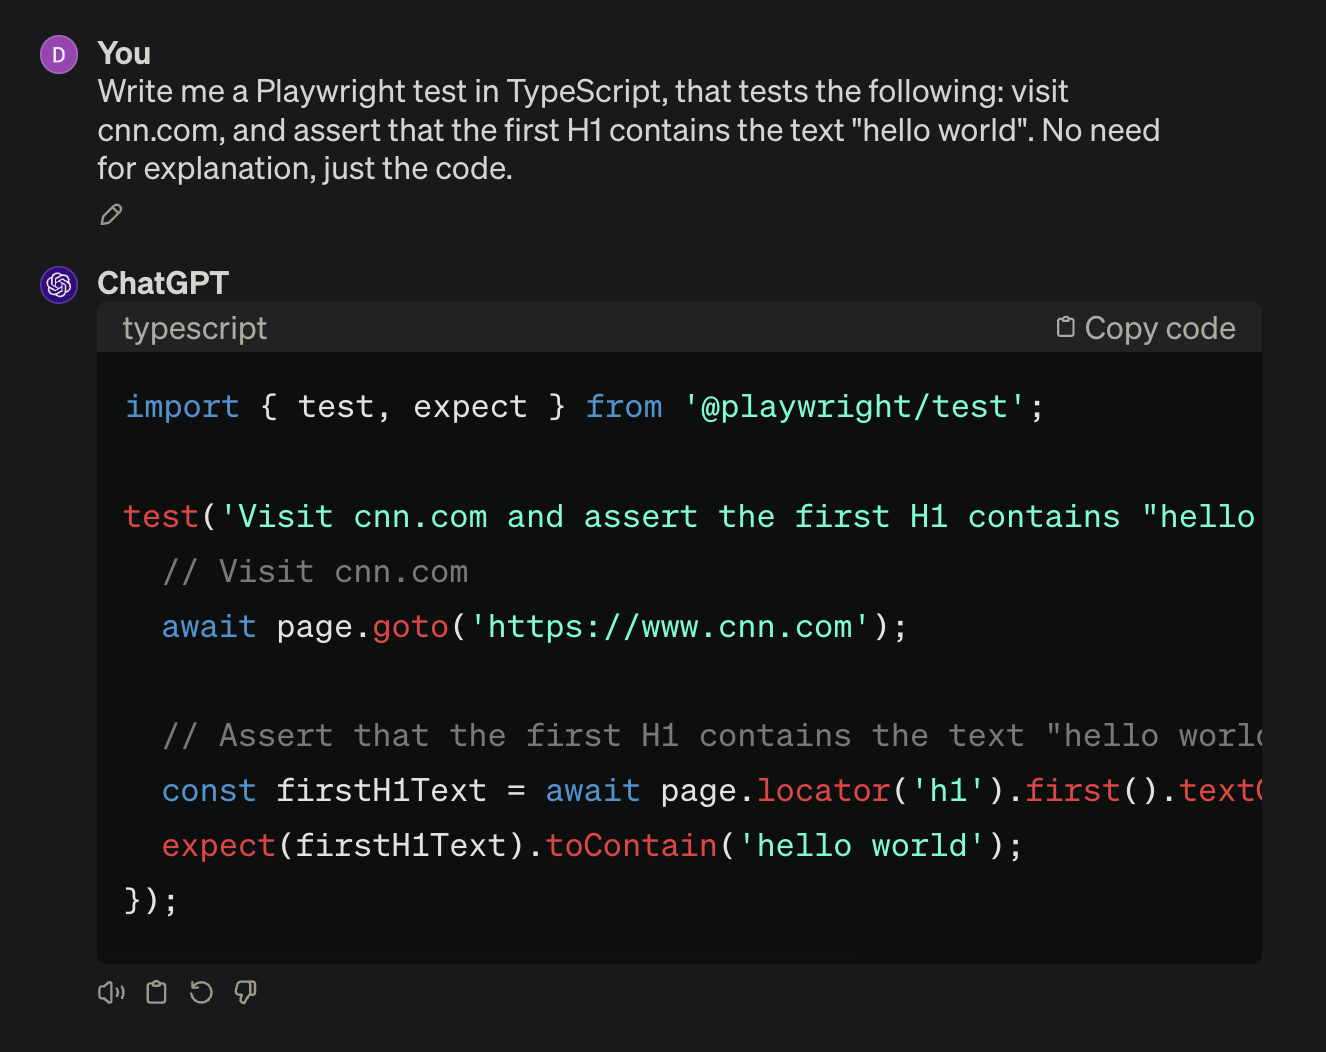 D
You
Write me a Playwright test in TypeScript, that tests the following: visit
cnn.com, and assert that the first H1 contains the text "hello world". No need
for explanation, just the code.
ChatGPT
typescript
Copy code
import { test, expect } from '@playwright/test';
test('Visit cnn.com and assert the first H1 contains "hello
// Visit cnn.com
await page.goto('https://www.cnn.com');
// Assert that the first H1 contains the text "hello world
const firstH1Text = await page.locator('h1').first().text
expect(firstH1Text).toContain('hello world');
});